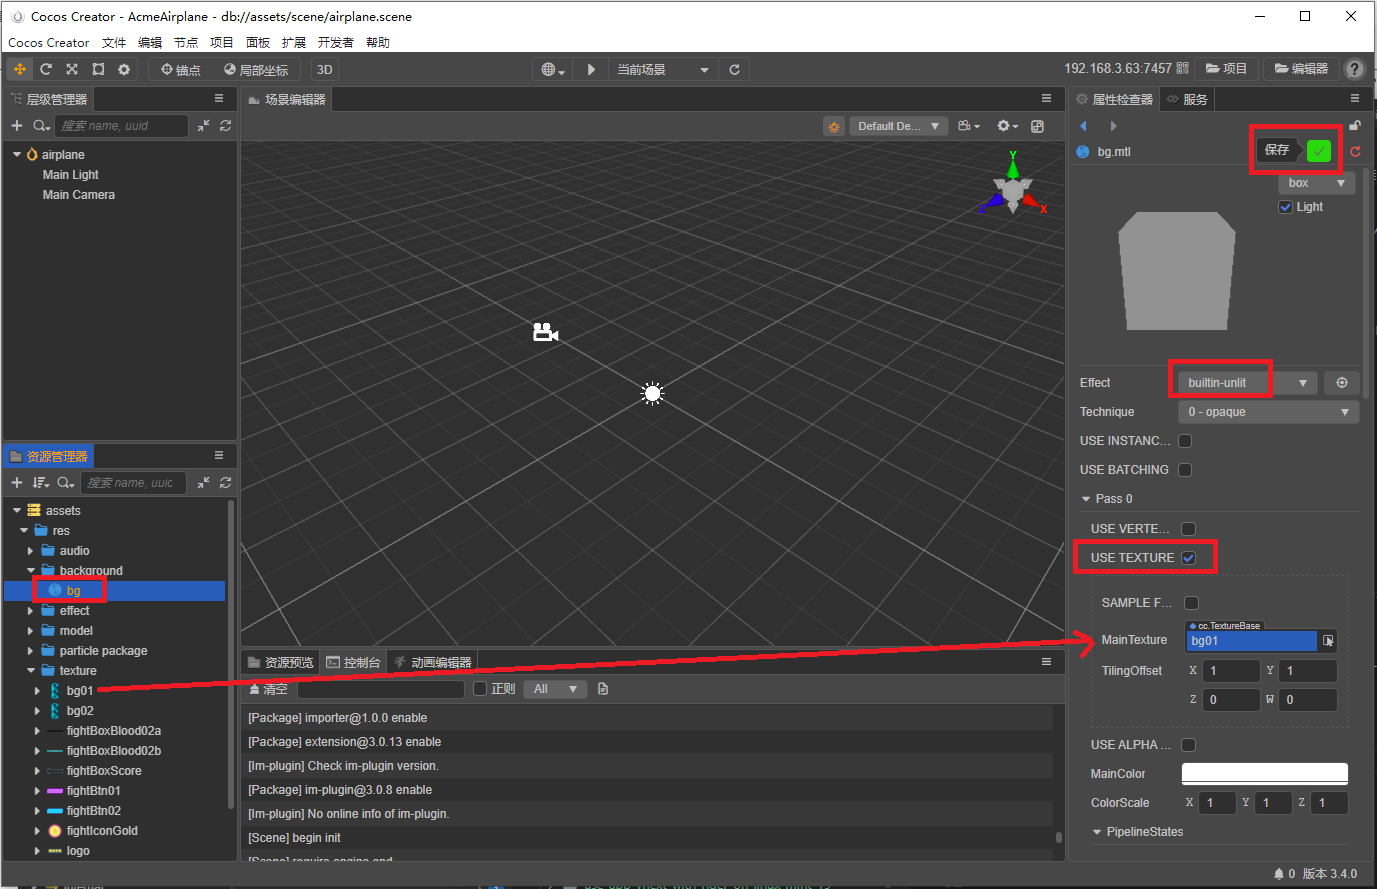 Cocos Creator - AcmeAirplane - db://assets/scene/airplane.scene
Cocos Creator 文件 编辑 节点 项目 面板 扩展 开发者 帮助
锚点 局部坐标 3D 当前场景 192.168.3.63:7457 项目 编辑器 ?
层级管理器
搜索 name, uuid
airplane
Main Light
Main Camera
场景编辑器
Default De...
Y
X
资源管理器
搜索 name, uuic
assets
res
audio
background
bg
effect
model
particle package
texture
bg01
bg02
fightBoxBlood02a
fightBoxBlood02b
fightBoxScore
fightBtn01
fightBtn02
fightIconGold
logo
资源预览 控制台 动画编辑器
清空 正则 All
[Package] importer@1.0.0 enable
[Package] extension@3.0.13 enable
[Im-plugin] Check im-plugin version.
[Package] im-plugin@3.0.8 enable
[Im-plugin] No online info of im-plugin.
[Scene] begin init
[Scene] require engine end
属性检查器 服务
bg.mtl 保存
box
Light
Effect builtin-unlit
Technique 0 - opaque
USE INSTANC...
USE BATCHING
Pass 0
USE VERTE...
USE TEXTURE
SAMPLE F...
cc.TextureBase
MainTexture bg01
TilingOffset X 1 Y 1
Z 0 W 0
USE ALPHA ...
MainColor
ColorScale X 1 Y 1 Z 1
PipelineStates
0 版本 3.4.0